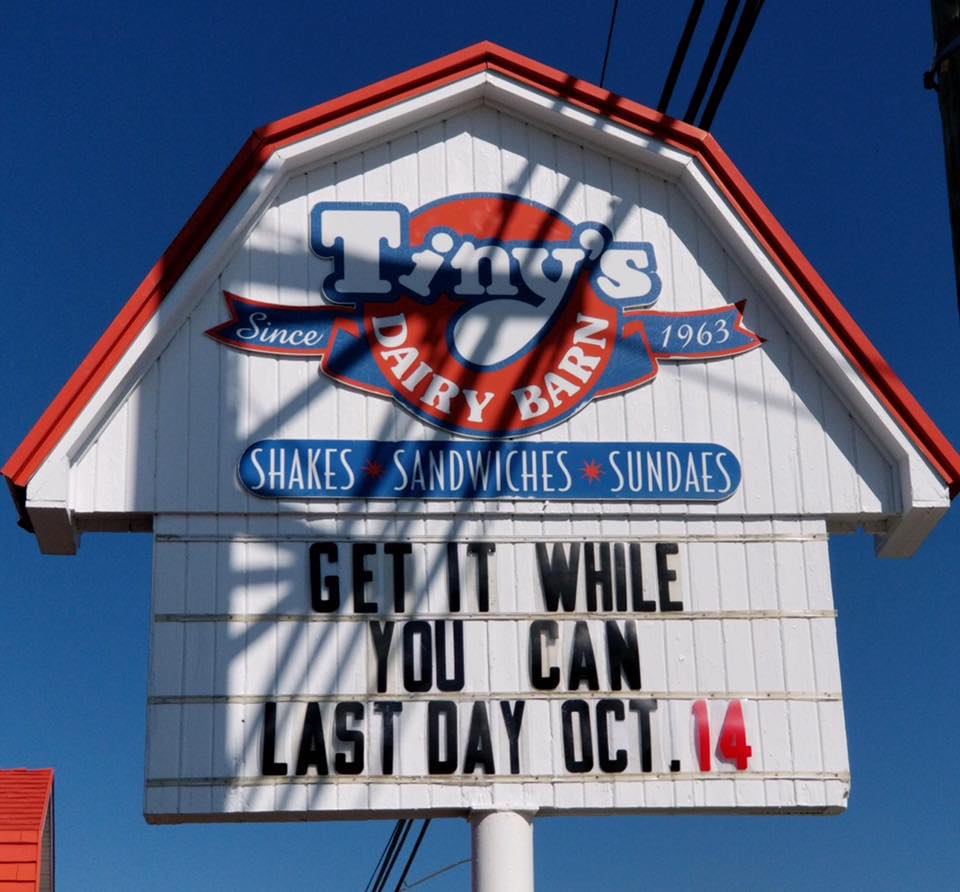 Tiny's
Since
1963
DAIRY BARN
SHAKES * SANDWICHES * SUNDAES
GET IT WHILE
YOU CAN
LAST DAY OCT. 14